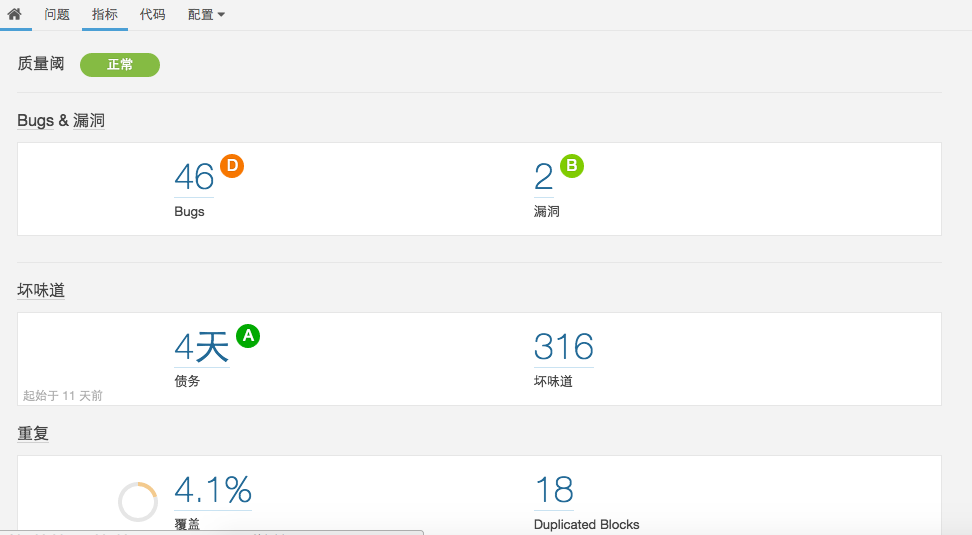 问题 指标 代码 配置
质量阈 正常
Bugs & 漏洞
46 D 2 B
Bugs 漏洞
坏味道
4天 A 316
债务 坏味道
起始于 11 天前
重复
4.1% 18
覆盖 Duplicated Blocks